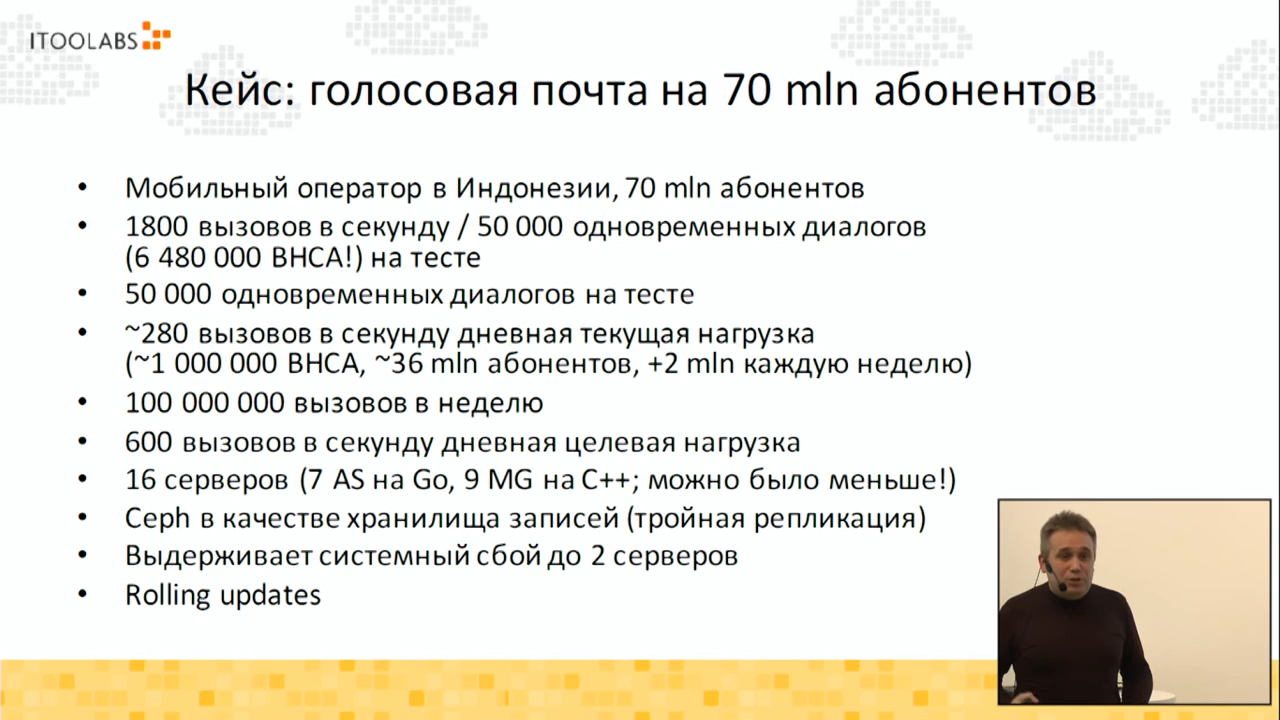 ITOOLABS
Кейс: голосовая почта на 70 mln абонентов
• Мобильный оператор в Индонезии, 70 mln абонентов
• 1800 вызовов в секунду / 50 000 одновременных диалогов
(6 480 000 BHCA!) на тесте
• 50 000 одновременных диалогов на тесте
• ~280 вызовов в секунду дневная текущая нагрузка
(~1 000 000 BHCA, ~36 mln абонентов, +2 mln каждую неделю)
• 100 000 000 вызовов в неделю
• 600 вызовов в секунду дневная целевая нагрузка
• 16 серверов (7 AS на Go, 9 MG на C++; можно было меньше!)
• Ceph в качестве хранилища записей (тройная репликация)
• Выдерживает системный сбой до 2 серверов
• Rolling updates